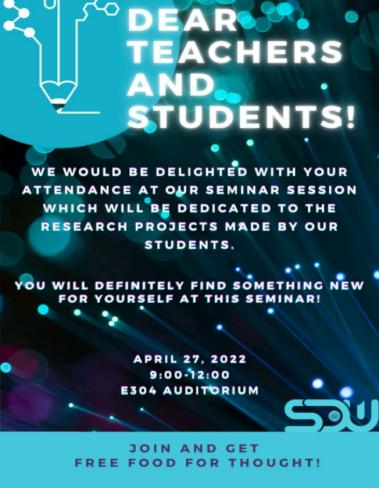 DEAR
TEACHERS
AND
STUDENTS!
WE WOULD BE DELIGHTED WITH YOUR
ATTENDANCE AT OUR SEMINAR SESSION
WHICH WILL BE DEDICATED TO THE
RESEARCH PROJECTS MADE BY OUR
STUDENTS.
YOU WILL DEFINITELY FIND SOMETHING NEW
FOR YOURSELF AT THIS SEMINAR!
APRIL 27, 2022
9:00-12:00
E304 AUDITORIUM
SDU
JOIN AND GET
FREE FOOD FOR THOUGHT!